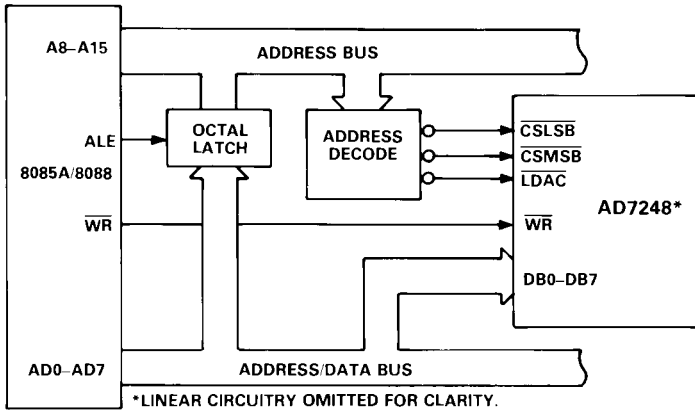 A8–A15
ADDRESS BUS
ALE
OCTAL
LATCH
ADDRESS
DECODE
CSLSB
CSMSB
LDAC
8085A/8088
AD7248*
WR
WR
DB0–DB7
AD0–AD7
ADDRESS/DATA BUS
*LINEAR CIRCUITRY OMITTED FOR CLARITY.